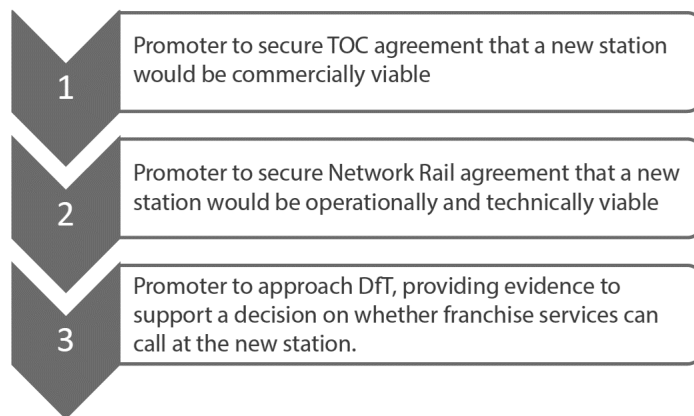 1
Promoter to secure TOC agreement that a new station
would be commercially viable
2
Promoter to secure Network Rail agreement that a new
station would be operationally and technically viable
3
Promoter to approach DfT, providing evidence to
support a decision on whether franchise services can
call at the new station.